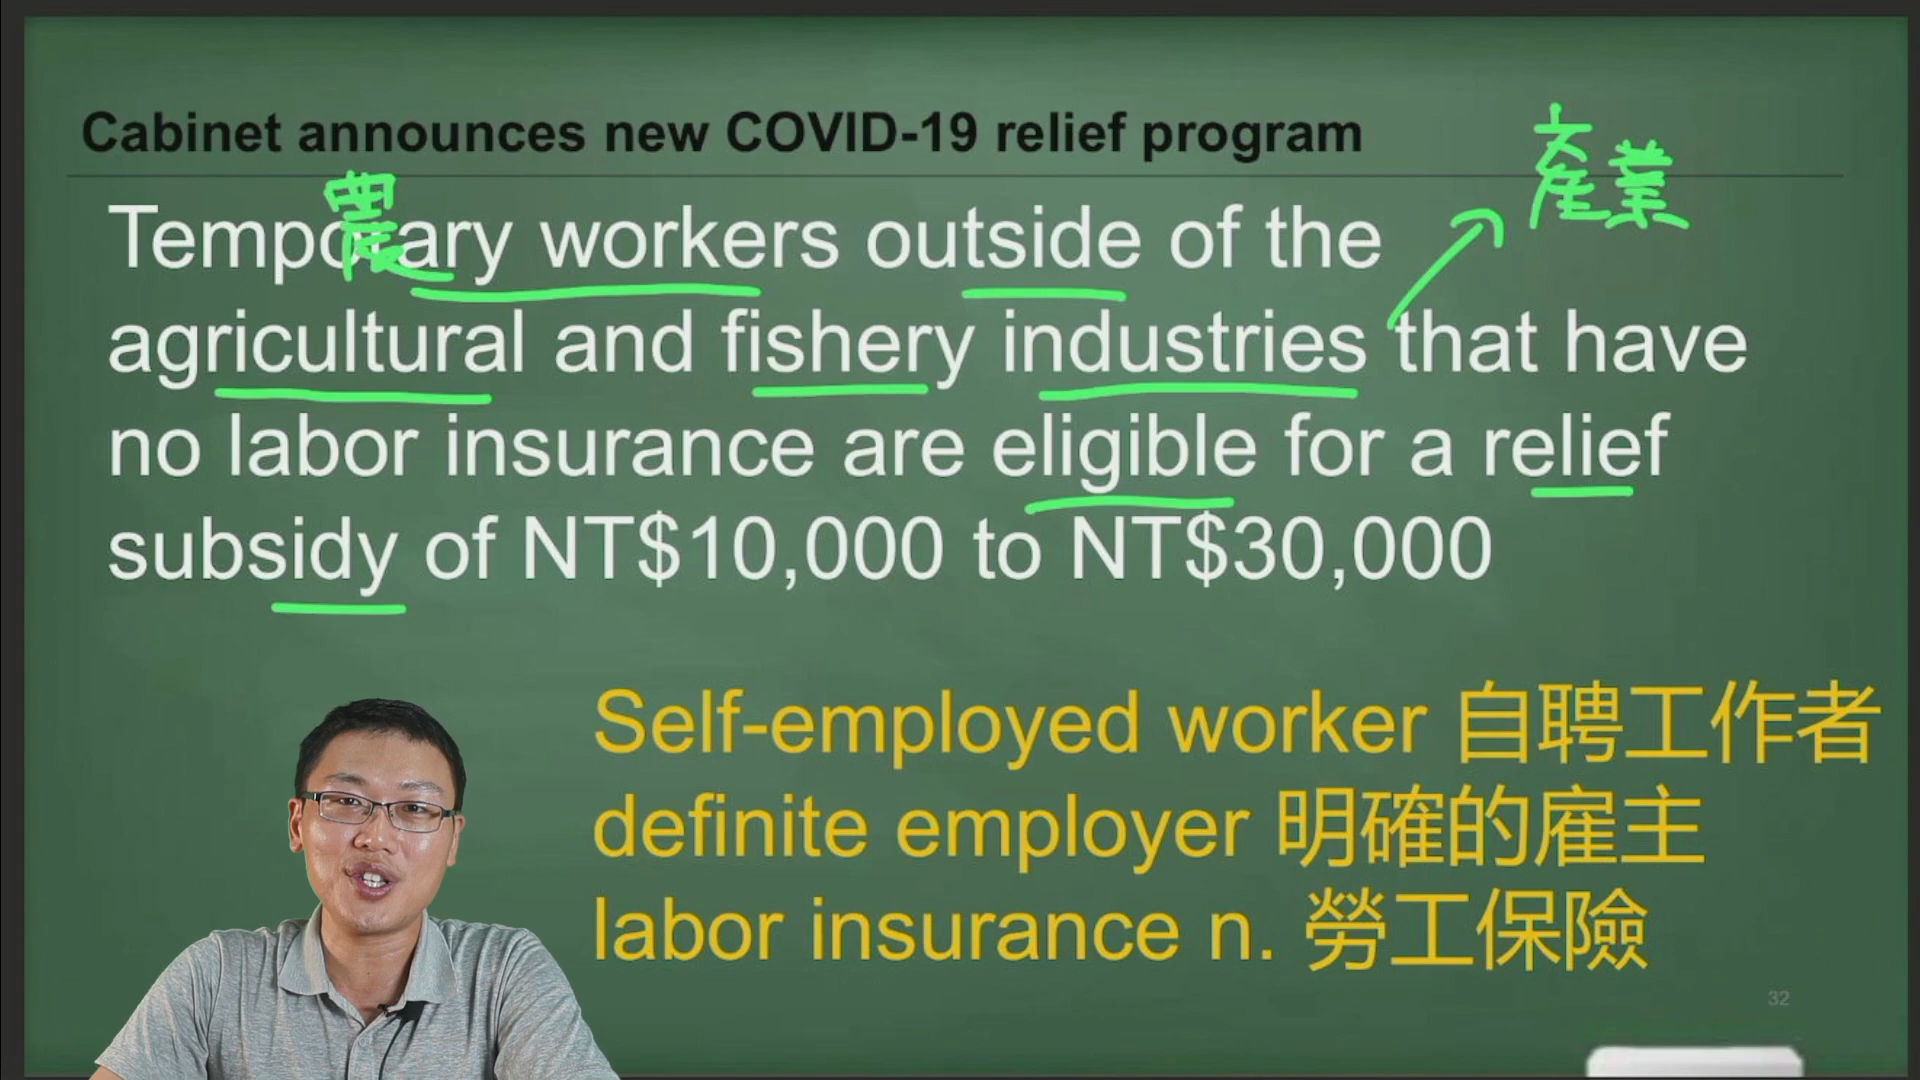 Cabinet announces new COVID-19 relief program
產業
農
Temporary workers outside of the
agricultural and fishery industries that have
no labor insurance are eligible for a relief
subsidy of NT$10,000 to NT$30,000
Self-employed worker 自聘工作者
definite employer 明確的雇主
labor insurance n. 勞工保險
32